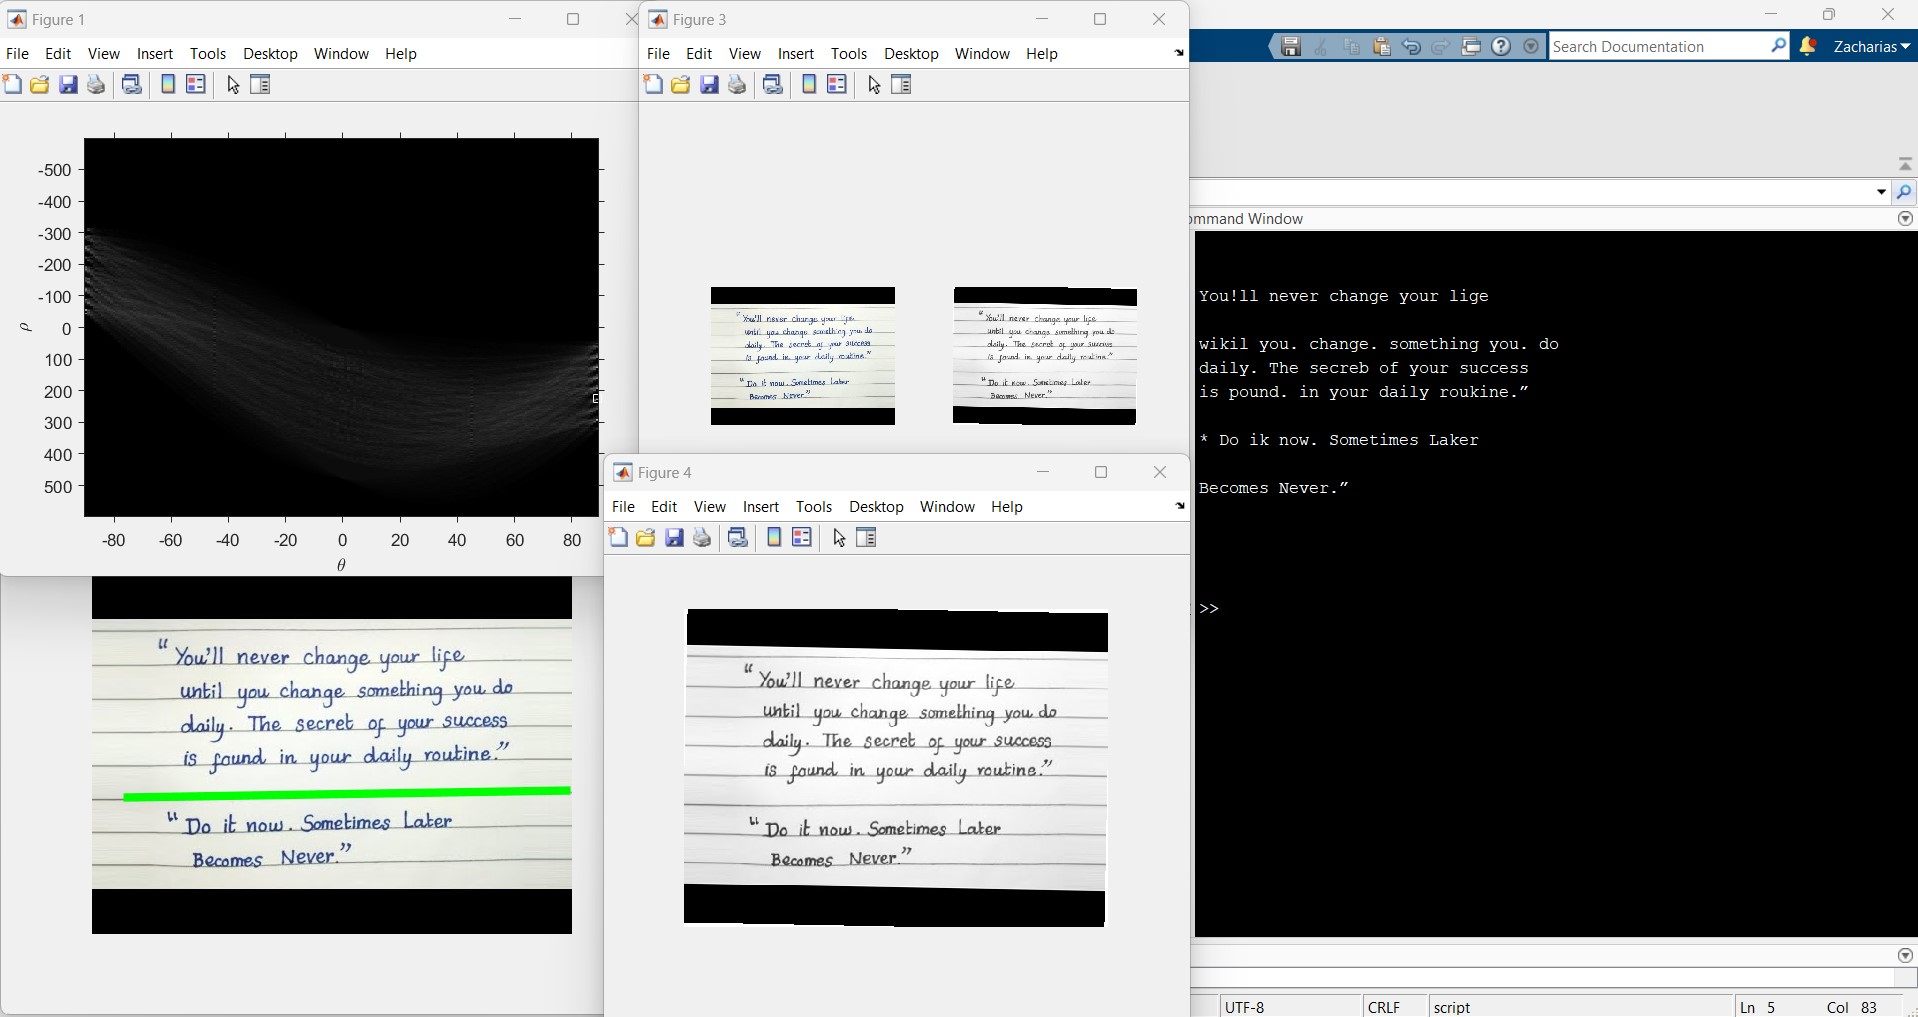 Figure 1
File Edit View Insert Tools Desktop Window Help
-500
-400
-300
-200
-100
0
100
200
300
400
500
ρ
-80 -60 -40 -20 0 20 40 60 80
θ
“You'll never change your life
until you change something you do
daily. The secret of your success
is found in your daily routine.”
“Do it now. Sometimes Later
Becomes Never.”
Figure 3
File Edit View Insert Tools Desktop Window Help
“You'll never change your life
until you change something you do
daily. The secret of your success
is found in your daily routine.”
“Do it now. Sometimes Later
Becomes Never.”
“You'll never change your life
until you change something you do
daily. The secret of your success
is found in your daily routine.”
“Do it now. Sometimes Later
Becomes Never.”
Figure 4
File Edit View Insert Tools Desktop Window Help
“You'll never change your life
until you change something you do
daily. The secret of your success
is found in your daily routine.”
“Do it now. Sometimes Later
Becomes Never.”
Search Documentation
Zacharias
ommand Window
You!ll never change your lige
wikil you. change. something you. do
daily. The secreb of your success
is pound. in your daily roukine.”
* Do ik now. Sometimes Laker
Becomes Never.”
>>
UTF-8 CRLF script Ln 5 Col 83